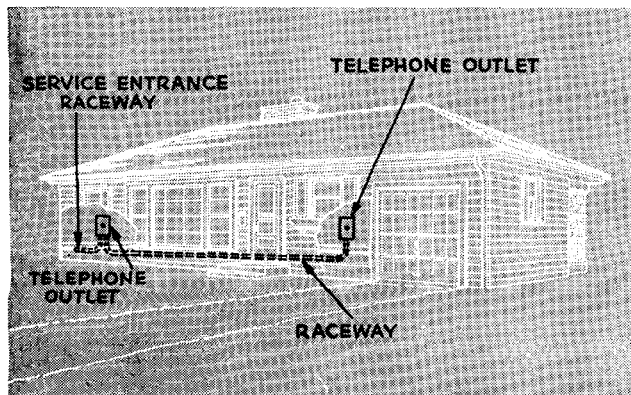 TELEPHONE OUTLET
SERVICE ENTRANCE
RACEWAY
TELEPHONE
OUTLET
RACEWAY